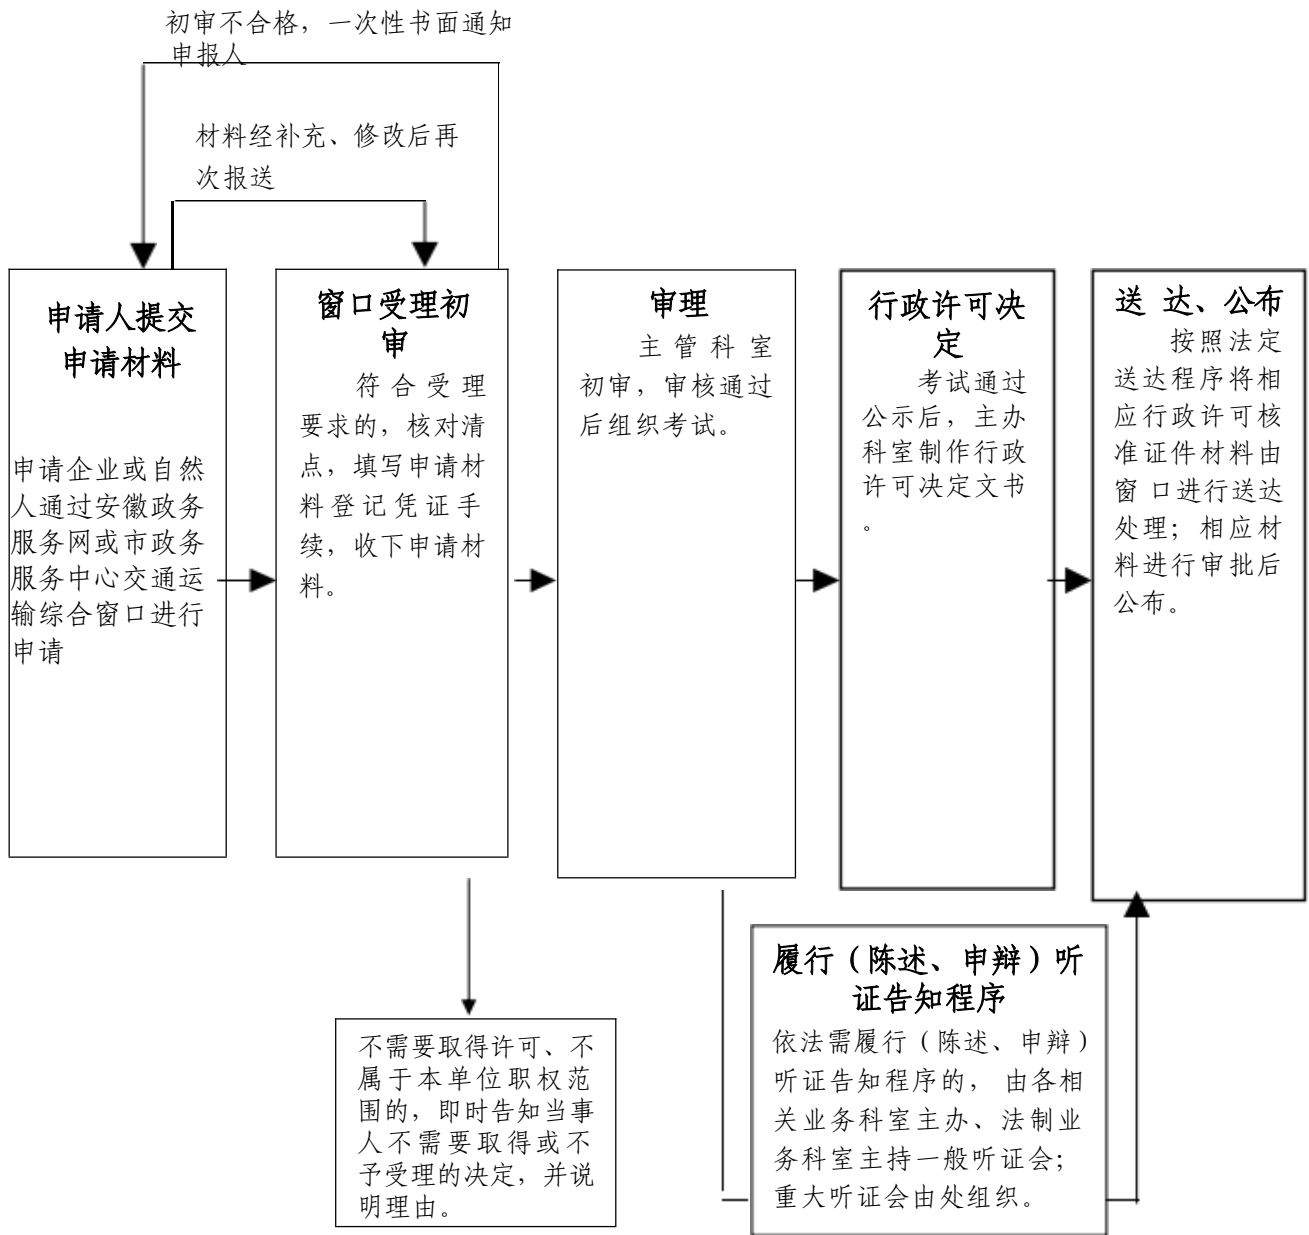 初审不合格，一次性书面通知
申报人
材料经补充、修改后再
次报送
申请人提交
申请材料
申请企业或自然
人通过安徽政务
服务网或市政务
服务中心交通运
输综合窗口进行
申请
窗口受理初
审
符合受理
要求的，核对清
点，填写申请材
料登记凭证手
续，收下申请材
料。
审理
主管科室
初审，审核通过
后组织考试。
行政许可决
定
考试通过
公示后，主办
科室制作行政
许可决定文书
。
送 达、公布
按照法定
送达程序将相
应行政许可核
准证件材料由
窗 口进行送达
处理；相应材
料进行审批后
公布。
不需要取得许可、不
属于本单位职权范
围的，即时告知当事
人不需要取得或不
予受理的决定，并说
明理由。
履行（陈述、申辩）听
证告知程序
依法需履行（陈述、申辩）
听证告知程序的， 由各相
关业务科室主办、法制业
务科室主持一般听证会；
重大听证会由处组织。